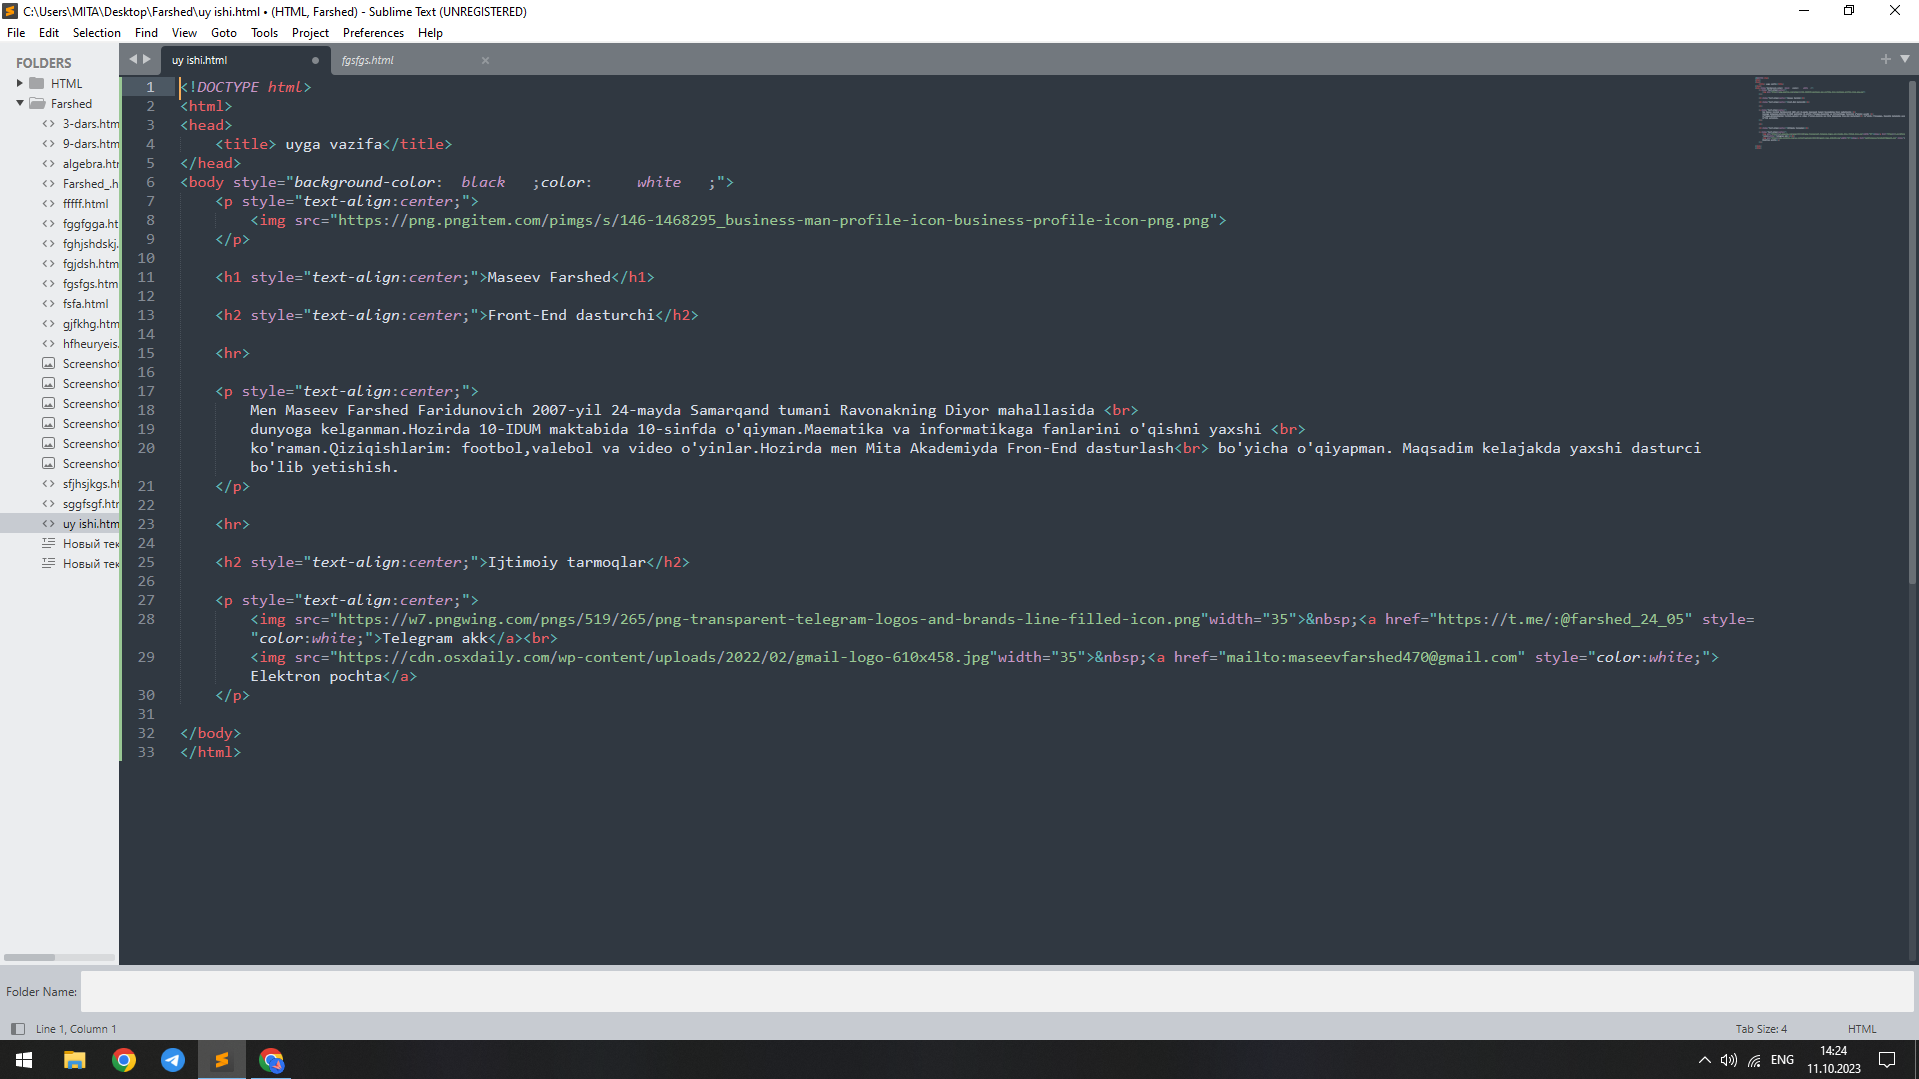 C:\Users\MITA\Desktop\Farshed\uy ishi.html • (HTML, Farshed) - Sublime Text (UNREGISTERED)
File Edit Selection Find View Goto Tools Project Preferences Help
FOLDERS
HTML
Farshed
3-dars.htm
9-dars.htm
algebra.htr
Farshed_.h
fffff.html
fggfgga.ht
fghjshdskj.
fgjdsh.htm
fgsfgs.htm
fsfa.html
gjfkhg.htm
hfheuryeis.
Screenshot
Screenshot
Screenshot
Screenshot
Screenshot
Screenshot
sfjhsjkgs.ht
sggfsgf.htr
uy ishi.htm
Новый тек
Новый тек
uy ishi.html fgsfgs.html
1 <!DOCTYPE html>
2 <html>
3 <head>
4 <title> uyga vazifa</title>
5 </head>
6 <body style="background-color: black ;color: white ;">
7 <p style="text-align:center;">
8 <img src="https://png.pngitem.com/pimgs/s/146-1468295_business-man-profile-icon-business-profile-icon-png.png">
9 </p>
10
11 <h1 style="text-align:center;">Maseev Farshed</h1>
12
13 <h2 style="text-align:center;">Front-End dasturchi</h2>
14
15 <hr>
16
17 <p style="text-align:center;">
18 Men Maseev Farshed Faridunovich 2007-yil 24-mayda Samarqand tumani Ravonakning Diyor mahallasida <br>
19 dunyoga kelganman.Hozirda 10-IDUM maktabida 10-sinfda o'qiyman.Maematika va informatikaga fanlarini o'qishni yaxshi <br>
20 ko'raman.Qiziqishlarim: footbol,valebol va video o'yinlar.Hozirda men Mita Akademiyda Fron-End dasturlash<br> bo'yicha o'qiyapman. Maqsadim kelajakda yaxshi dasturci
bo'lib yetishish.
21 </p>
22
23 <hr>
24
25 <h2 style="text-align:center;">Ijtimoiy tarmoqlar</h2>
26
27 <p style="text-align:center;">
28 <img src="https://w7.pngwing.com/pngs/519/265/png-transparent-telegram-logos-and-brands-line-filled-icon.png"width="35">&nbsp;<a href="https://t.me/:@farshed_24_05" style=
"color:white;">Telegram akk</a><br>
29 <img src="https://cdn.osxdaily.com/wp-content/uploads/2022/02/gmail-logo-610x458.jpg"width="35">&nbsp;<a href="mailto:maseevfarshed470@gmail.com" style="color:white;">
Elektron pochta</a>
30 </p>
31
32 </body>
33 </html>
Folder Name:
Line 1, Column 1 Tab Size: 4 HTML
ENG 14:24
11.10.2023